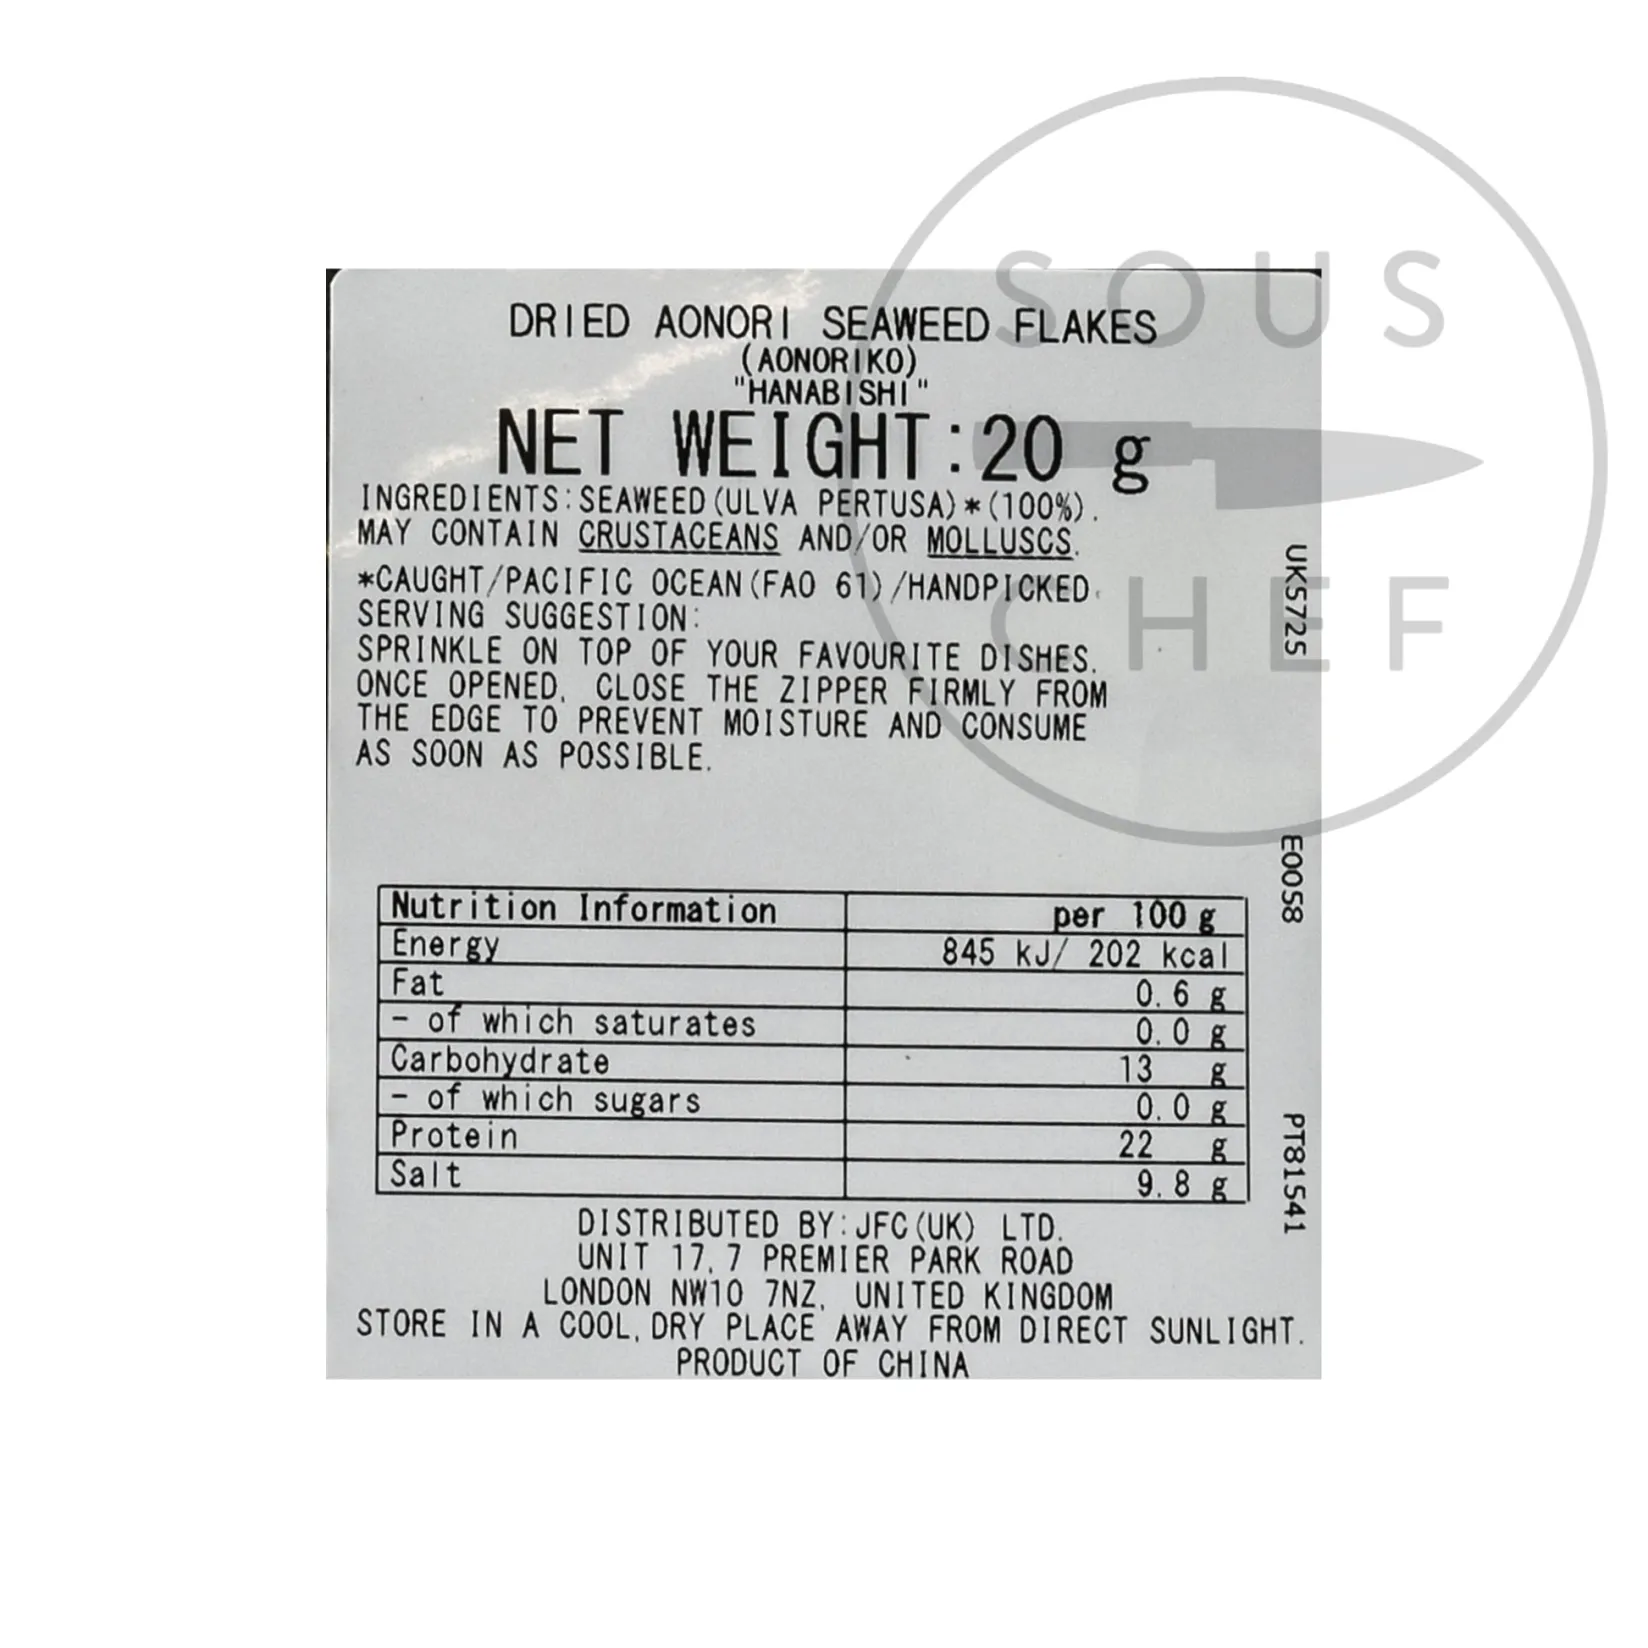 SOUS
CHEF
DRIED AONORI SEAWEED FLAKES
(AONORIKO)
"HANABISHI"
NET WEIGHT:20 g
INGREDIENTS:SEAWEED(ULVA PERTUSA)*(100%).
MAY CONTAIN CRUSTACEANS AND/OR MOLLUSCS.
*CAUGHT/PACIFIC OCEAN(FAO 61)/HANDPICKED.
SERVING SUGGESTION:
SPRINKLE ON TOP OF YOUR FAVOURITE DISHES.
ONCE OPENED, CLOSE THE ZIPPER FIRMLY FROM
THE EDGE TO PREVENT MOISTURE AND CONSUME
AS SOON AS POSSIBLE.
Nutrition Information per 100 g
Energy 845 kJ/ 202 kcal
Fat 0.6 g
- of which saturates 0.0 g
Carbohydrate 13 g
- of which sugars 0.0 g
Protein 22 g
Salt 9.8 g
DISTRIBUTED BY:JFC(UK) LTD.
UNIT 17,7 PREMIER PARK ROAD
LONDON NW10 7NZ, UNITED KINGDOM
STORE IN A COOL,DRY PLACE AWAY FROM DIRECT SUNLIGHT.
PRODUCT OF CHINA
UKS725
E0058
PT81541